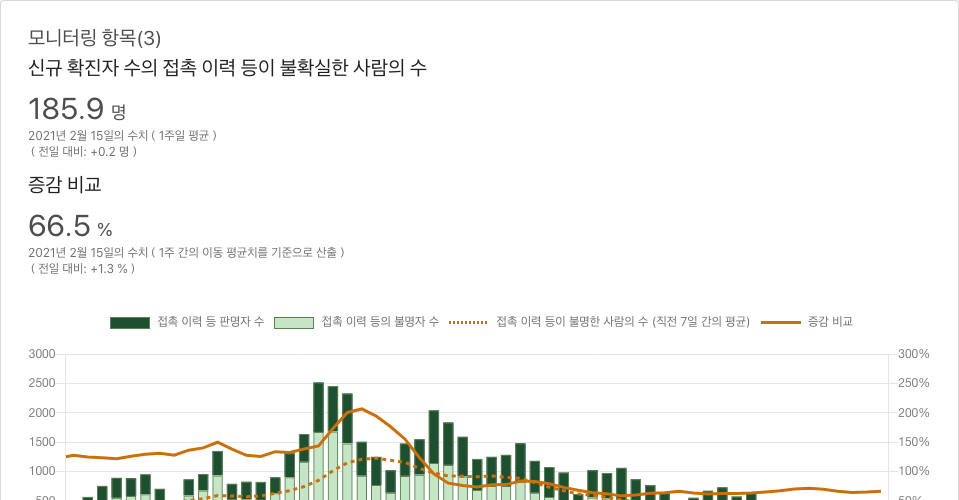 모니터링 항목(3)
신규 확진자 수의 접촉 이력 등이 불확실한 사람의 수
185.9 명
2021년 2월 15일의 수치 ( 1주일 평균 )
( 전일 대비: +0.2 명 )
증감 비교
66.5 %
2021년 2월 15일의 수치 ( 1주 간의 이동 평균치를 기준으로 산출 )
( 전일 대비: +1.3 % )
접촉 이력 등 판명자 수 접촉 이력 등의 불명자 수 접촉 이력 등이 불명한 사람의 수 (직전 7일 간의 평균) 증감 비교
3000 300%
2500 250%
2000 200%
1500 150%
1000 100%
500 50%